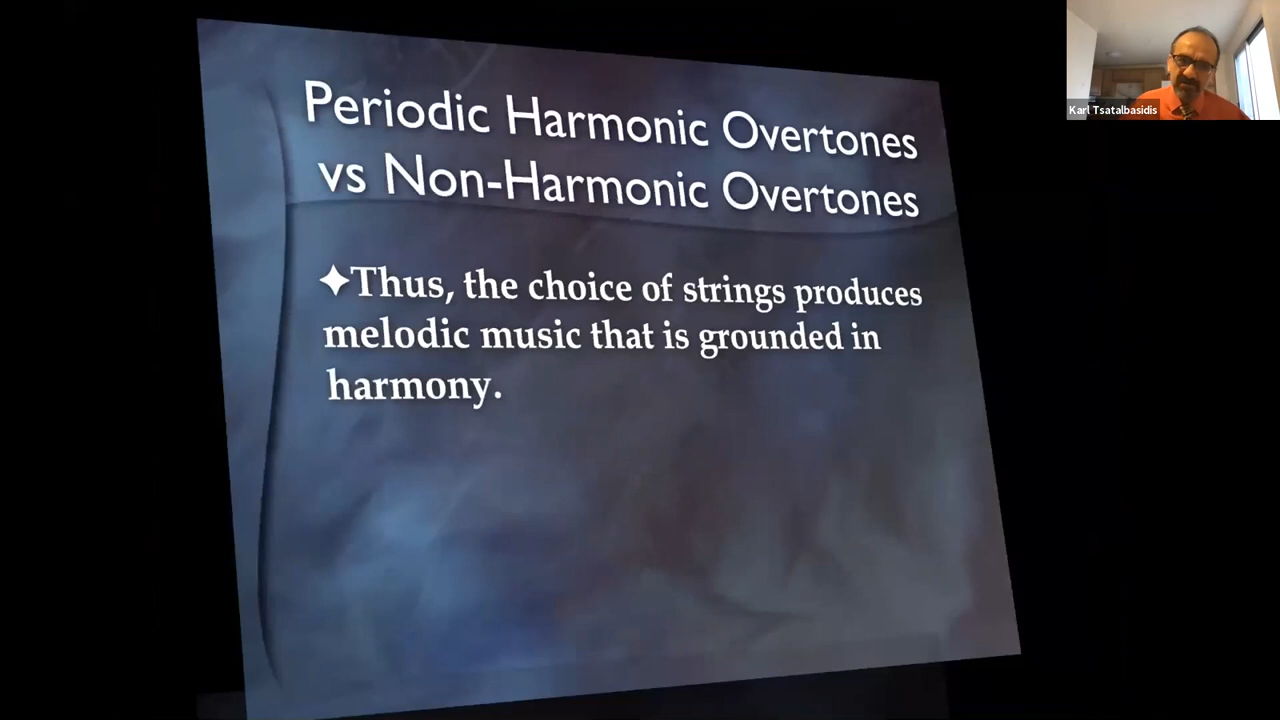 Periodic Harmonic Overtones
vs Non-Harmonic Overtones
✦Thus, the choice of strings produces
melodic music that is grounded in
harmony.
Karl Tsatalbasidis